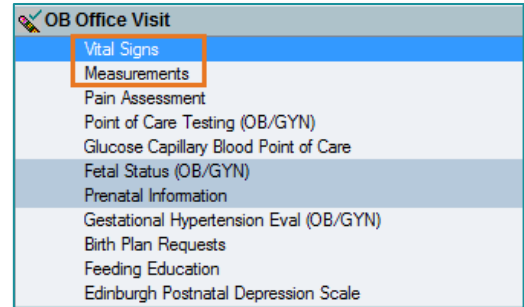 OB Office Visit
Vital Signs
Measurements
Pain Assessment
Point of Care Testing (OB/GYN)
Glucose Capillary Blood Point of Care
Fetal Status (OB/GYN)
Prenatal Information
Gestational Hypertension Eval (OB/GYN)
Birth Plan Requests
Feeding Education
Edinburgh Postnatal Depression Scale